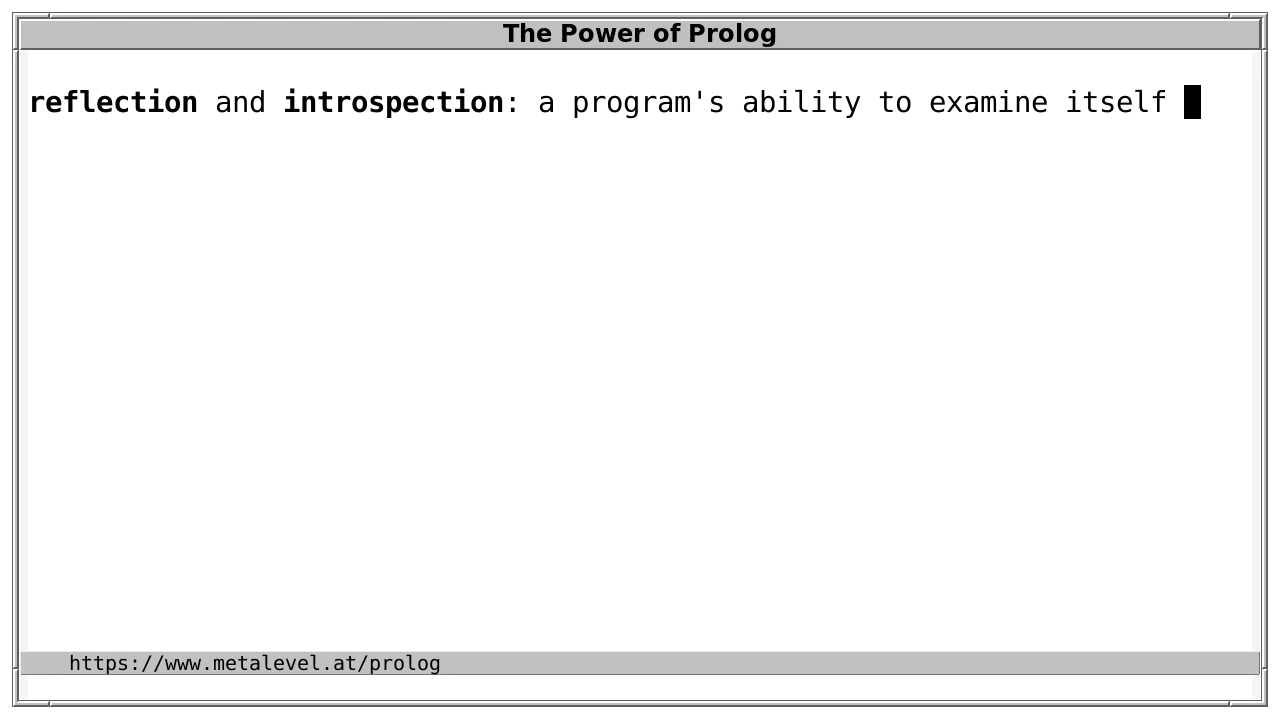 The Power of Prolog
reflection and introspection: a program's ability to examine itself
https://www.metalevel.at/prolog